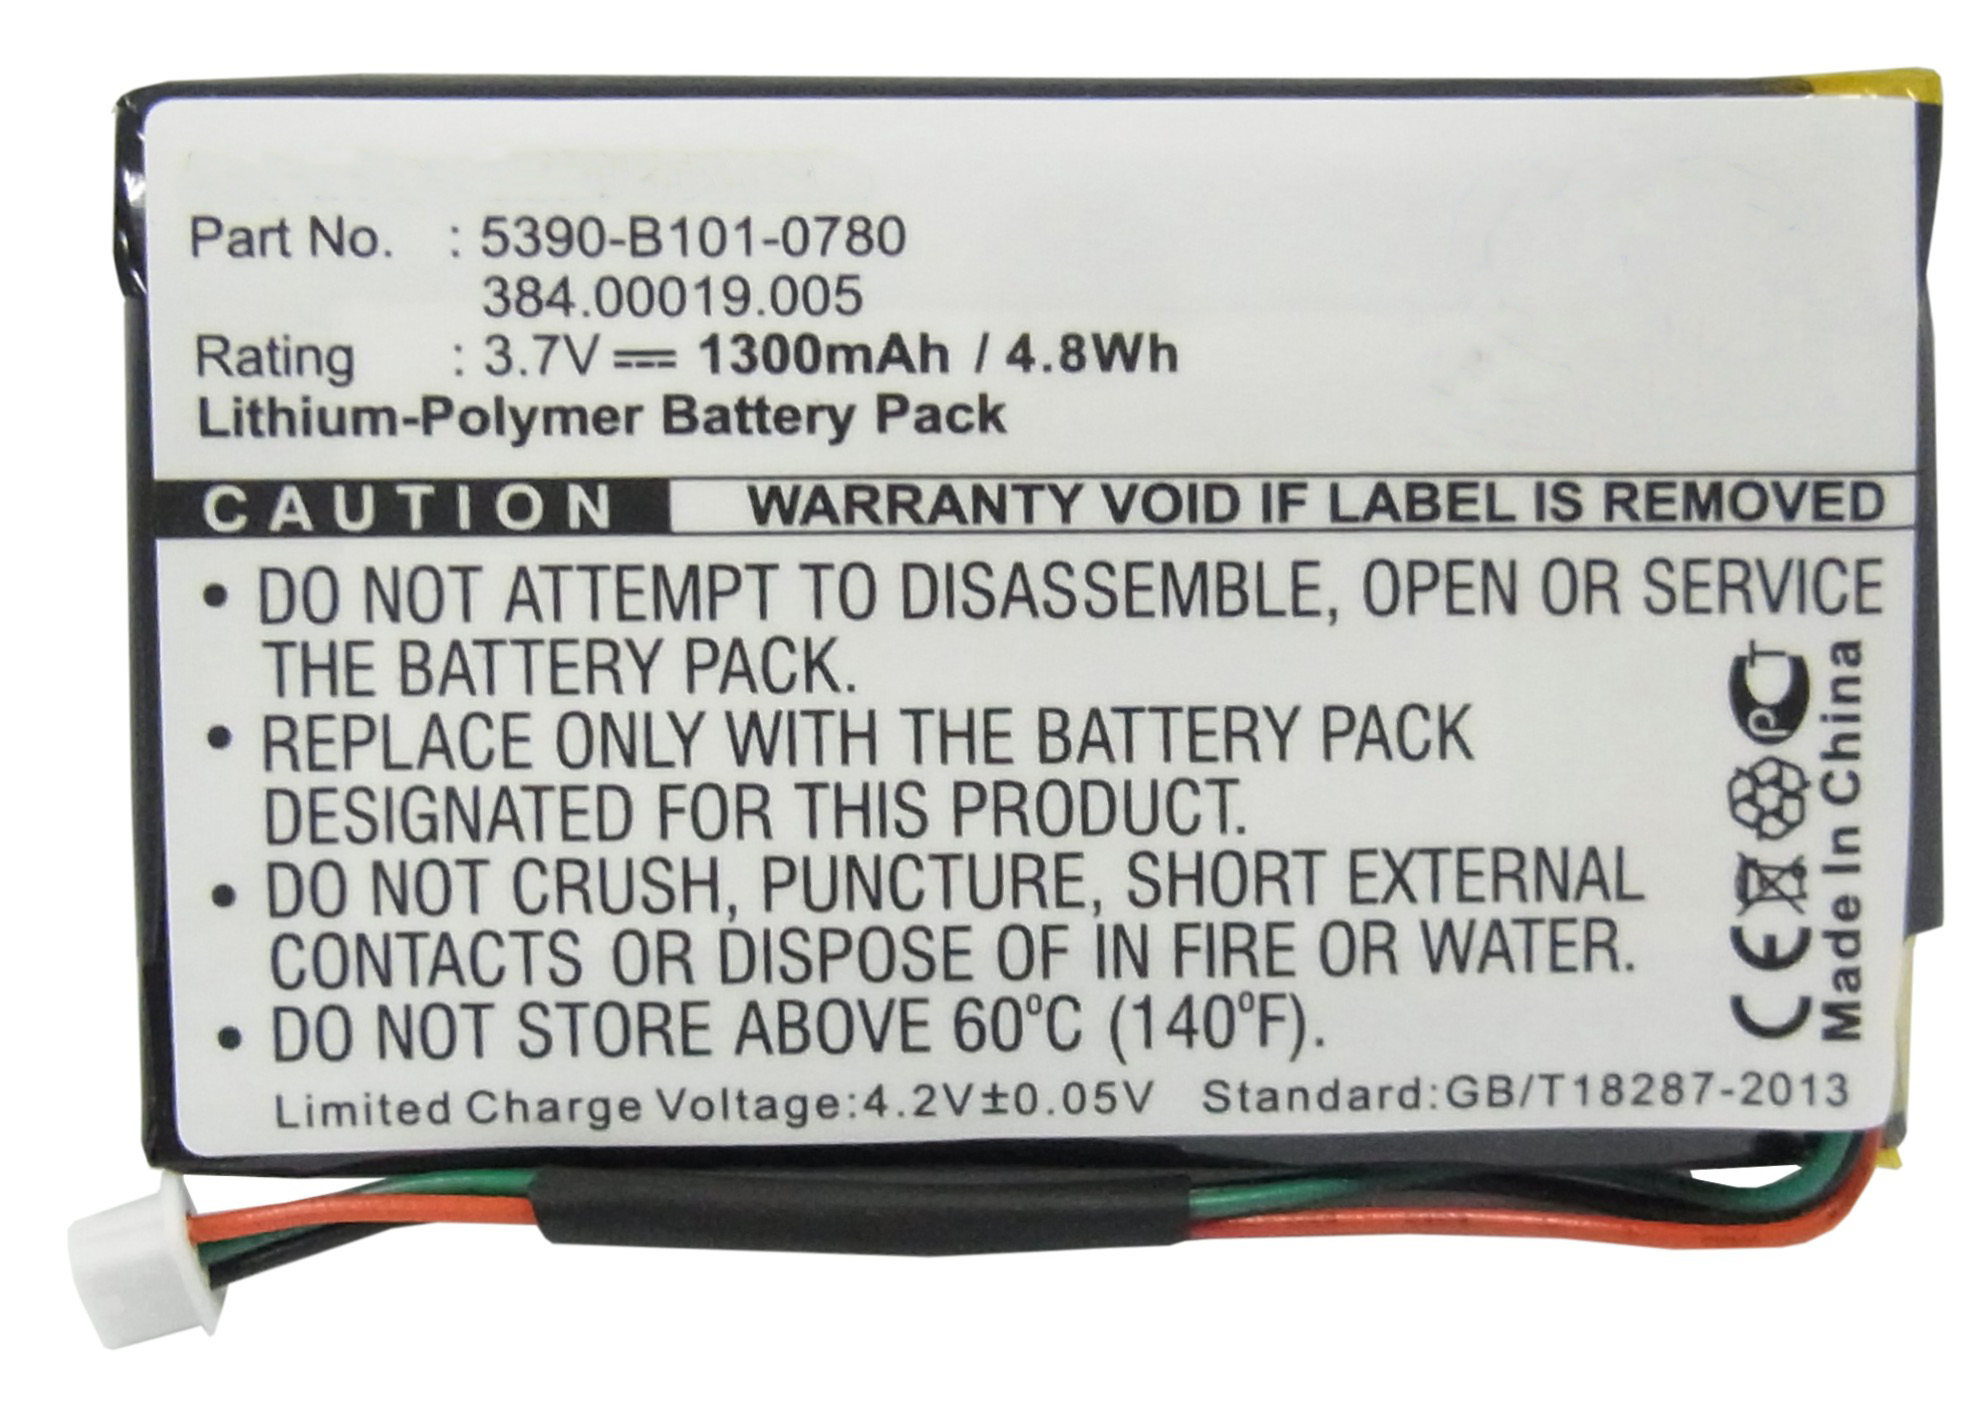 Part No. : 5390-B101-0780
384.00019.005
Rating : 3.7V⎓ 1300mAh / 4.8Wh
Lithium-Polymer Battery Pack
CAUTION WARRANTY VOID IF LABEL IS REMOVED
• DO NOT ATTEMPT TO DISASSEMBLE, OPEN OR SERVICE
THE BATTERY PACK.
• REPLACE ONLY WITH THE BATTERY PACK
DESIGNATED FOR THIS PRODUCT.
• DO NOT CRUSH, PUNCTURE, SHORT EXTERNAL
CONTACTS OR DISPOSE OF IN FIRE OR WATER.
• DO NOT STORE ABOVE 60ºC (140ºF).
Limited Charge Voltage:4.2V±0.05V Standard:GB/T18287-2013
CE
PCT
Made In China